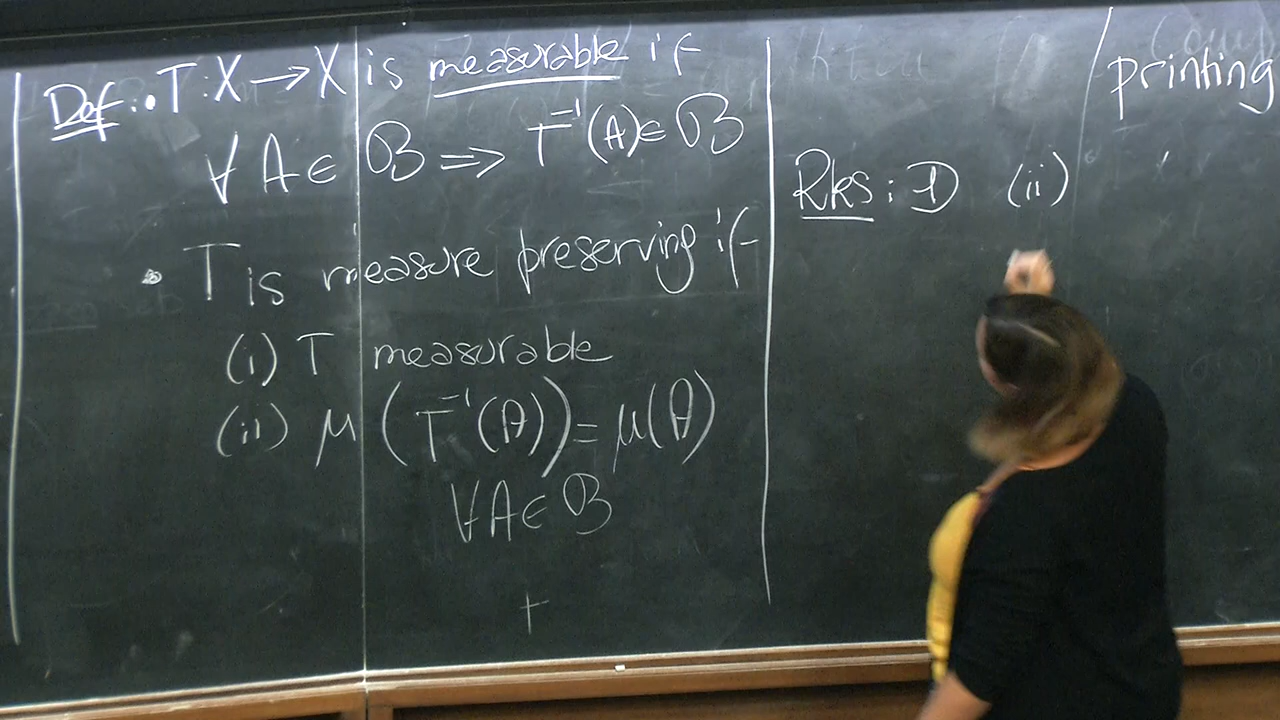 Def: • T: X → X is measurable if
∀ A ∈ B ⟹ T⁻¹(A) ∈ B
• T is measure preserving if
(i) T measurable
(ii) μ(T⁻¹(A)) = μ(A)
∀ A ∈ B
+
printing
Rks: 1) (ii)